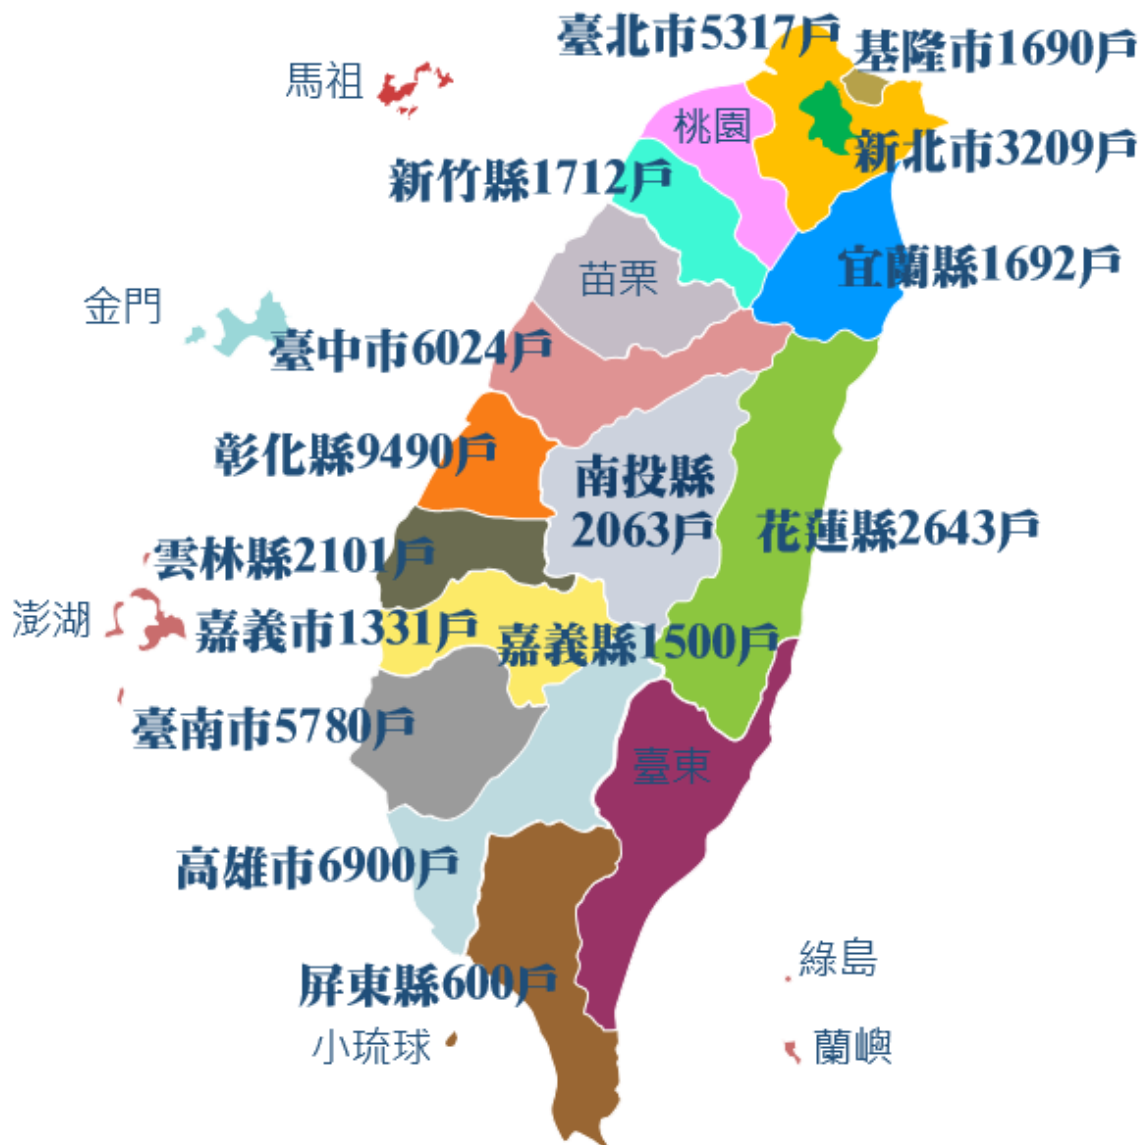 臺北市5317戶
基隆市1690戶
馬祖
桃園
新北市3209戶
新竹縣1712戶
苗栗
宜蘭縣1692戶
金門
臺中市6024戶
彰化縣9490戶
南投縣
2063戶
花蓮縣2643戶
雲林縣2101戶
澎湖
嘉義市1331戶
嘉義縣1500戶
臺南市5780戶
臺東
高雄市6900戶
綠島
屏東縣600戶
小琉球
蘭嶼